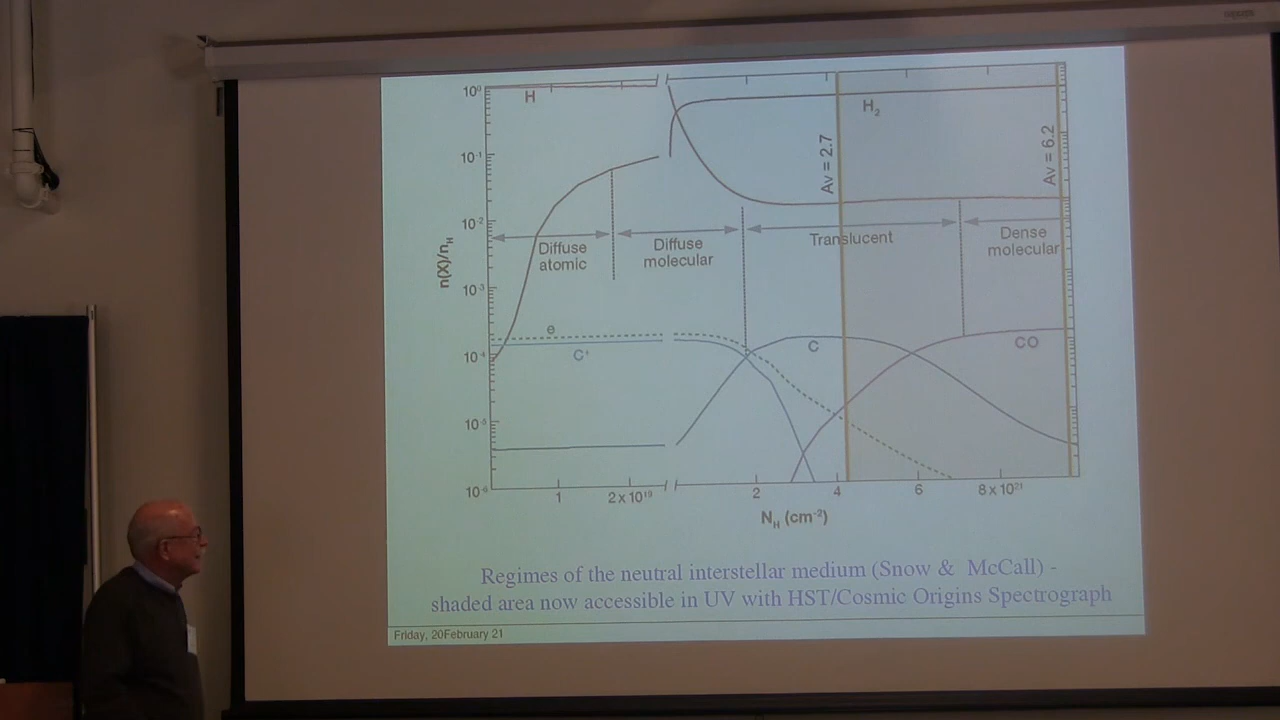 10⁰
H
H₂
Av = 2.7
Av = 6.2
10⁻¹
10⁻²
Diffuse
atomic
Diffuse
molecular
Translucent
Dense
molecular
n(X)/n_H
10⁻³
e
C⁺
C
CO
10⁻⁴
10⁻⁵
10⁻⁶
1
2 x 10¹⁹
2
4
6
8 x 10²¹
N_H (cm⁻²)
Regimes of the neutral interstellar medium (Snow & McCall) -
shaded area now accessible in UV with HST/Cosmic Origins Spectrograph
Friday, 20February 21